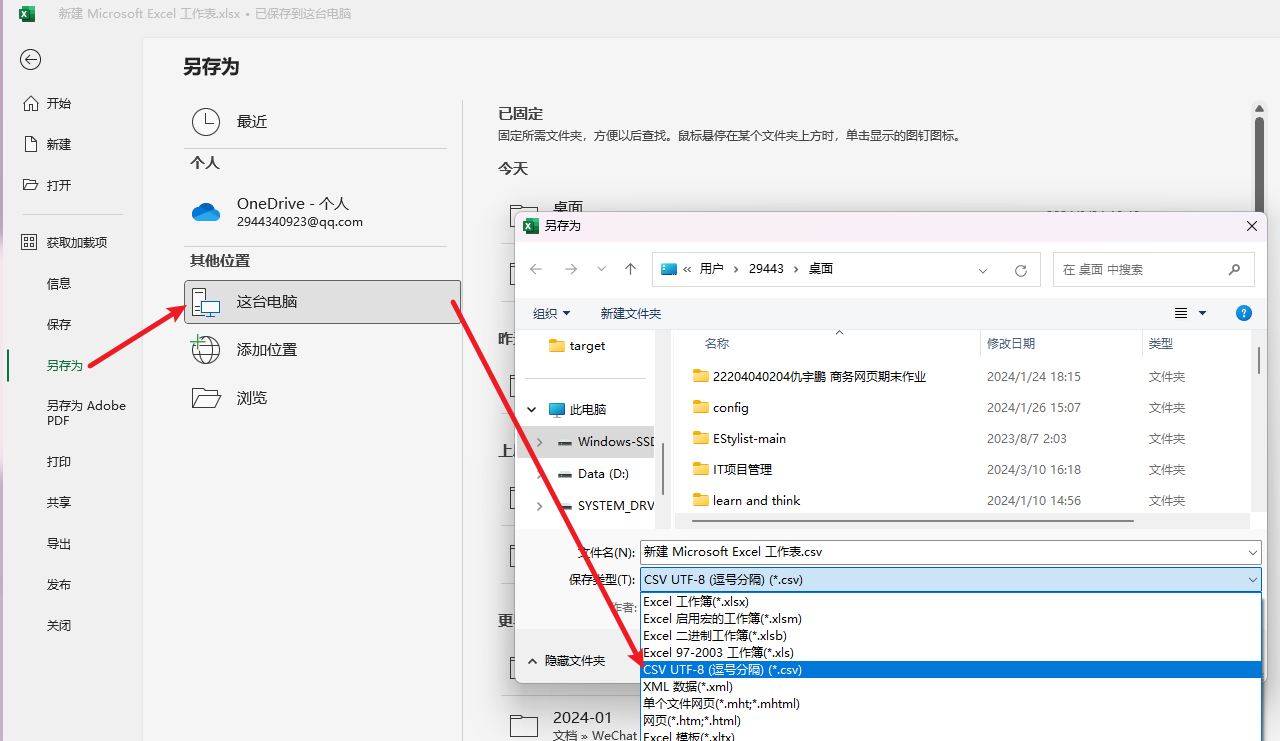 新建 Microsoft Excel 工作表.xlsx • 已保存到这台电脑
开始
新建
打开
获取加载项
信息
保存
另存为
另存为 Adobe
PDF
打印
共享
导出
发布
关闭
另存为
最近
个人
OneDrive - 个人
2944340923@qq.com
其他位置
这台电脑
添加位置
浏览
已固定
固定所需文件夹，方便以后查找。鼠标悬停在某个文件夹上方时，单击显示的图钉图标。
今天
桌面
昨
上
更
2024-01
文档 » WeChat
另存为
« 用户 › 29443 › 桌面
在 桌面 中搜索
组织
新建文件夹
target
此电脑
Windows-SSD
Data (D:)
SYSTEM_DRV
名称 修改日期 类型
22204040204仇宇鹏 商务网页期末作业 2024/1/24 18:15 文件夹
config 2024/1/26 15:07 文件夹
EStylist-main 2023/8/7 2:03 文件夹
IT项目管理 2024/3/10 16:18 文件夹
learn and think 2024/1/10 14:56 文件夹
文件名(N): 新建 Microsoft Excel 工作表.csv
保存类型(T): CSV UTF-8 (逗号分隔) (*.csv)
作者:
隐藏文件夹
Excel 工作簿(*.xlsx)
Excel 启用宏的工作簿(*.xlsm)
Excel 二进制工作簿(*.xlsb)
Excel 97-2003 工作簿(*.xls)
CSV UTF-8 (逗号分隔) (*.csv)
XML 数据(*.xml)
单个文件网页(*.mht;*.mhtml)
网页(*.htm;*.html)
Excel 模板(*.xltx)